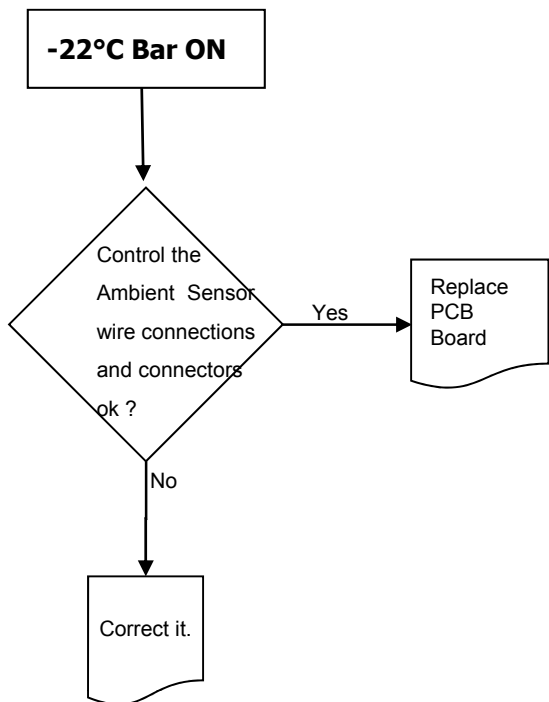 -22°C Bar ON
Control the
Ambient Sensor
wire connections
and connectors
ok ?
Yes
Replace
PCB
Board
No
Correct it.